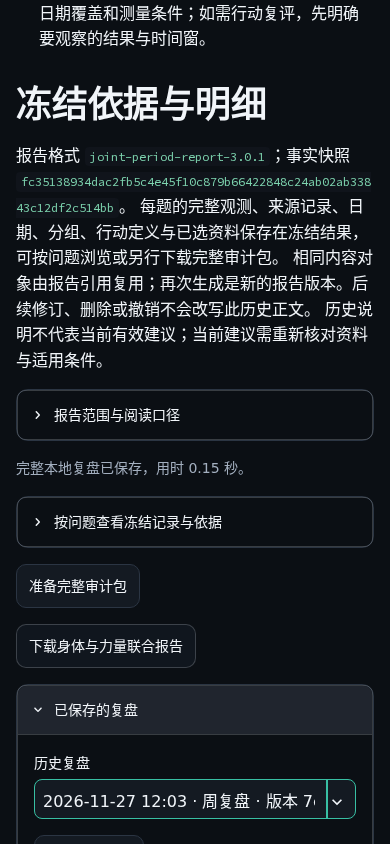 日期覆盖和测量条件；如需行动复评，先明确
要观察的结果与时间窗。
冻结依据与明细
报告格式 joint-period-report-3.0.1；事实快照
fc35138934dac2fb5c4e45f10c879b66422848c24ab02ab338
43c12df2c514bb。 每题的完整观测、来源记录、日
期、分组、行动定义与已选资料保存在冻结结果，
可按问题浏览或另行下载完整审计包。 相同内容对
象由报告引用复用；再次生成是新的报告版本。后
续修订、删除或撤销不会改写此历史正文。 历史说
明不代表当前有效建议；当前建议需重新核对资料
与适用条件。
报告范围与阅读口径
完整本地复盘已保存，用时 0.15 秒。
按问题查看冻结记录与依据
准备完整审计包
下载身体与力量联合报告
已保存的复盘
历史复盘
2026-11-27 12:03 · 周复盘 · 版本 7